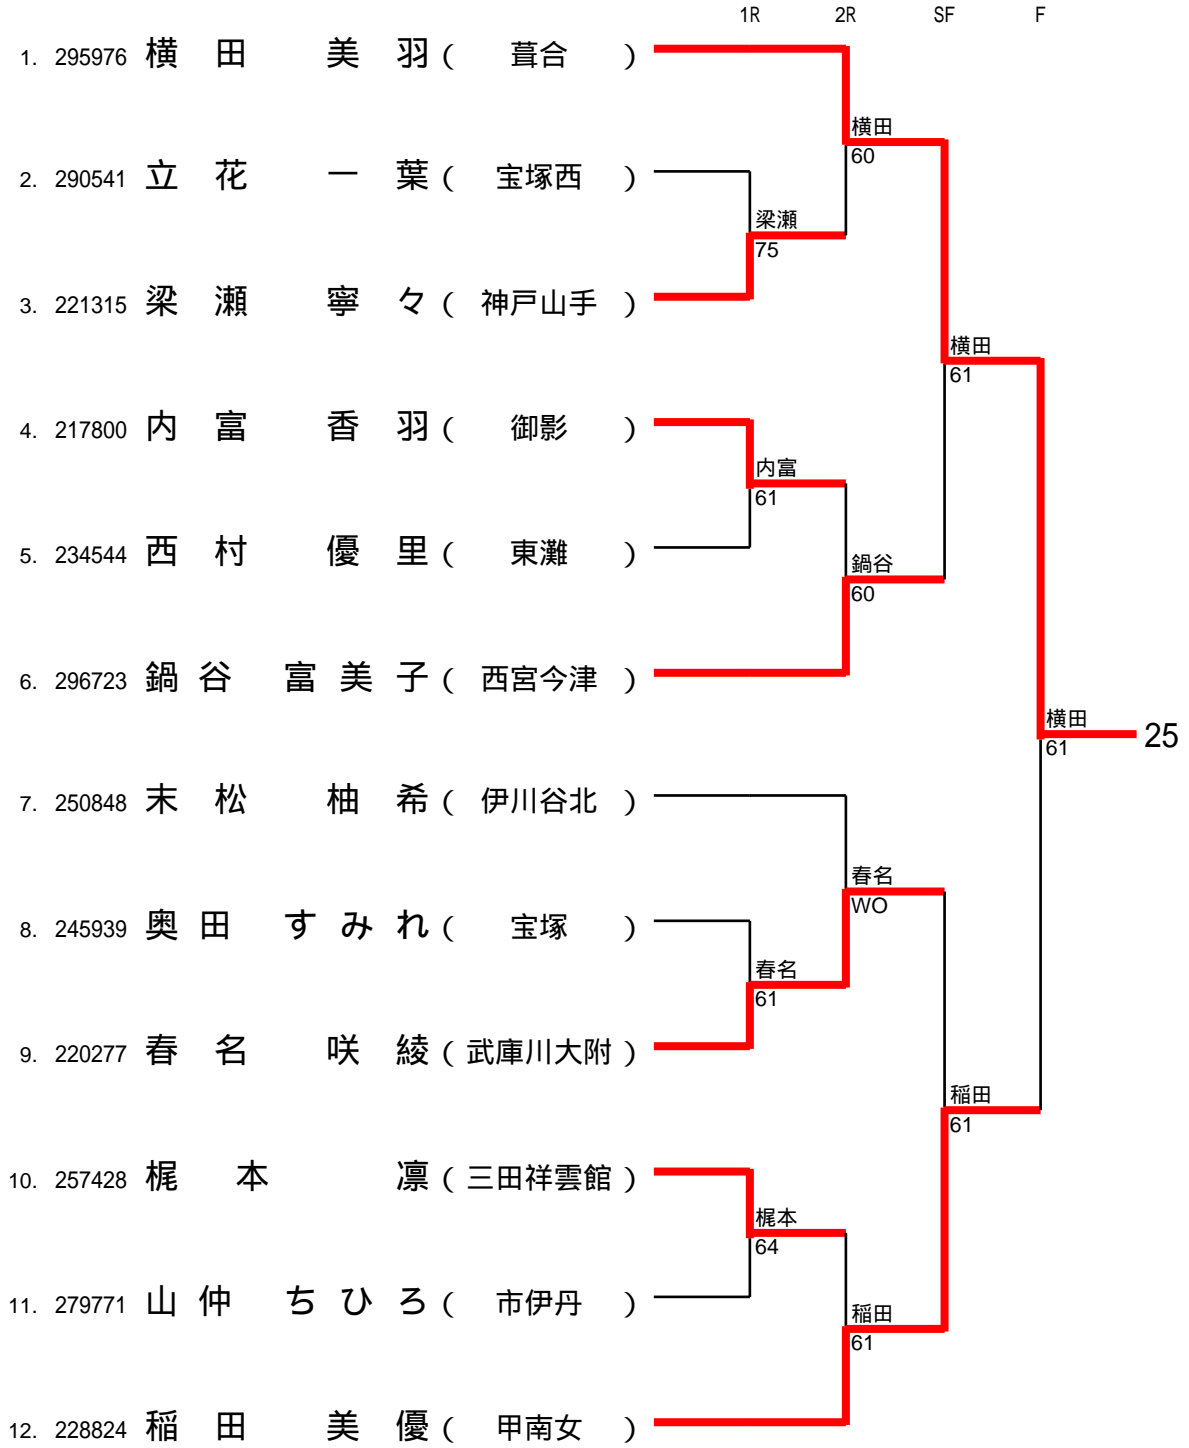 1R 2R SF F
1. 295976 横田 美羽 ( 葺合 )
横田
60
2. 290541 立花 一葉 ( 宝塚西 )
梁瀬
75
3. 221315 梁瀬 寧々 ( 神戸山手 )
横田
61
4. 217800 内富 香羽 ( 御影 )
内富
61
5. 234544 西村 優里 ( 東灘 )
鍋谷
60
6. 296723 鍋谷 富美子 ( 西宮今津 )
横田
61
25
7. 250848 末松 柚希 ( 伊川谷北 )
春名
WO
8. 245939 奥田 すみれ ( 宝塚 )
春名
61
9. 220277 春名 咲綾 ( 武庫川大附 )
稲田
61
10. 257428 梶本 凛 ( 三田祥雲館 )
梶本
64
11. 279771 山仲 ちひろ ( 市伊丹 )
稲田
61
12. 228824 稲田 美優 ( 甲南女 )